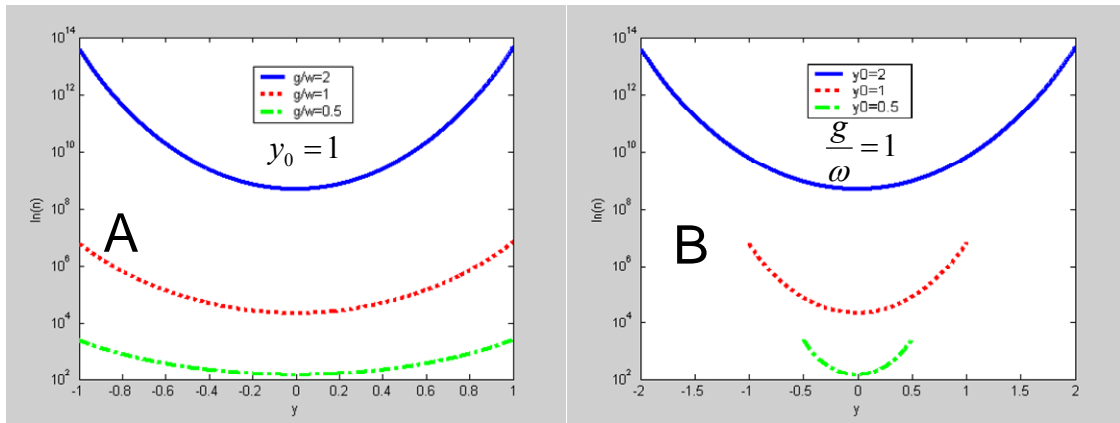 10^14
10^12
10^10
10^8
10^6
10^4
10^2
ln(n)
g/w=2
g/w=1
g/w=0.5
y_0 = 1
A
-1 -0.8 -0.6 -0.4 -0.2 0 0.2 0.4 0.6 0.8 1
y
10^14
10^12
10^10
10^8
10^6
10^4
10^2
ln(n)
y0=2
y0=1
y0=0.5
g/ω = 1
B
-2 -1.5 -1 -0.5 0 0.5 1 1.5 2
y